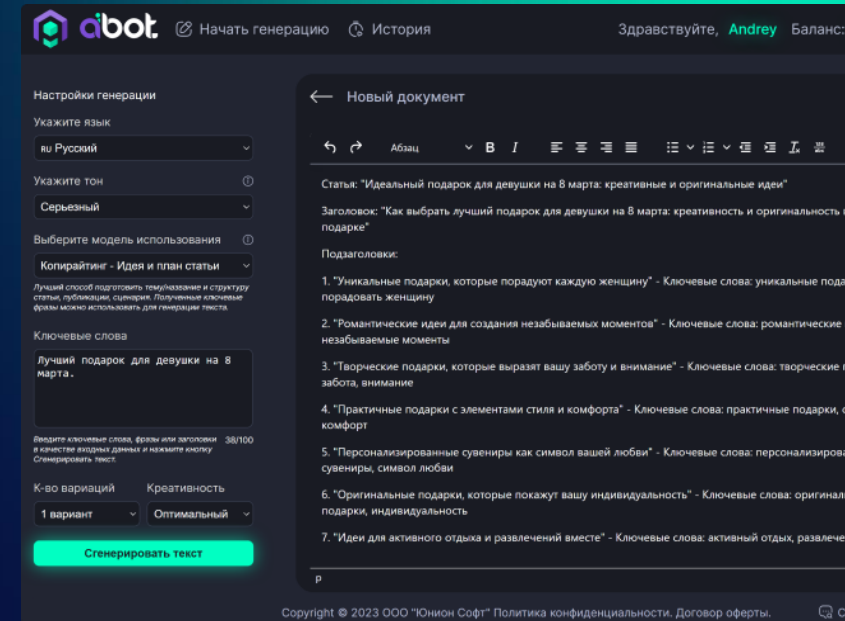 aibot
Начать генерацию
История
Здравствуйте, Andrey
Баланс:
Настройки генерации
Укажите язык
RU Русский
Укажите тон
Серьезный
Выберите модель использования
Копирайтинг - Идея и план статьи
Лучший способ подготовить тему/название и структуру
статьи, публикации, сценария. Полученные ключевые
фразы можно использовать для генерации текста.
Ключевые слова
Лучший подарок для девушки на 8
марта.
Введите ключевые слова, фразы или заголовки
в качестве входных данных и нажмите кнопку
Сгенерировать текст.
38/100
К-во вариаций
Креативность
1 вариант
Оптимальный
Сгенерировать текст
Новый документ
Абзац
B I
Статья: "Идеальный подарок для девушки на 8 марта: креативные и оригинальные идеи"
Заголовок: "Как выбрать лучший подарок для девушки на 8 марта: креативность и оригинальность
подарке"
Подзаголовки:
1. "Уникальные подарки, которые порадуют каждую женщину" - Ключевые слова: уникальные пода
порадовать женщину
2. "Романтические идеи для создания незабываемых моментов" - Ключевые слова: романтические
незабываемые моменты
3. "Творческие подарки, которые выразят вашу заботу и внимание" - Ключевые слова: творческие
забота, внимание
4. "Практичные подарки с элементами стиля и комфорта" - Ключевые слова: практичные подарки,
комфорт
5. "Персонализированные сувениры как символ вашей любви" - Ключевые слова: персонализирова
сувениры, символ любви
6. "Оригинальные подарки, которые покажут вашу индивидуальность" - Ключевые слова: оригинал
подарки, индивидуальность
7. "Идеи для активного отдыха и развлечений вместе" - Ключевые слова: активный отдых, развлече
P
Copyright © 2023 ООО "Юнион Софт" Политика конфиденциальности. Договор оферты.